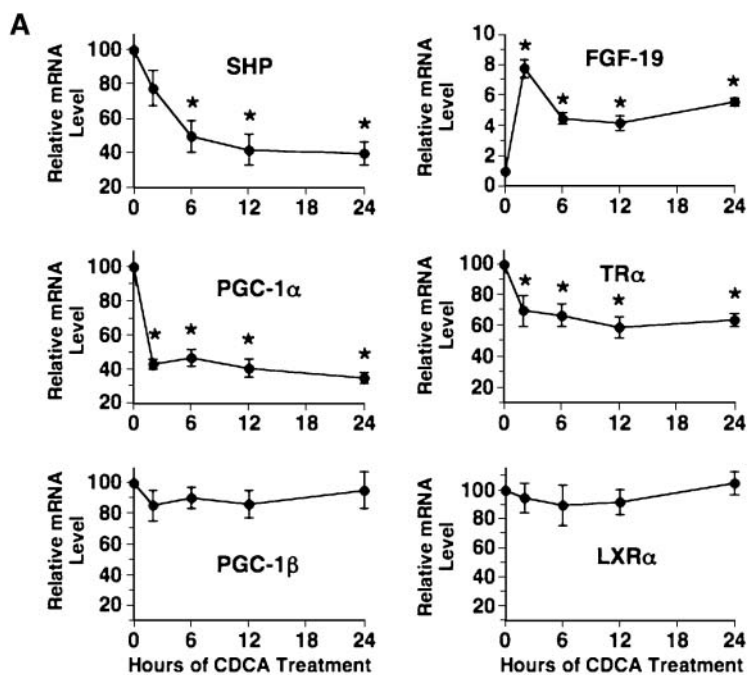 A
SHP
Relative mRNA
Level
100
80
60
40
20
0 6 12 18 24
FGF-19
Relative mRNA
Level
10
8
6
4
2
0
0 6 12 18 24
PGC-1α
Relative mRNA
Level
100
80
60
40
20
0 6 12 18 24
TRα
Relative mRNA
Level
100
80
60
40
20
0 6 12 18 24
PGC-1β
Relative mRNA
Level
100
80
60
40
20
0 6 12 18 24
Hours of CDCA Treatment
LXRα
Relative mRNA
Level
100
80
60
40
20
0 6 12 18 24
Hours of CDCA Treatment